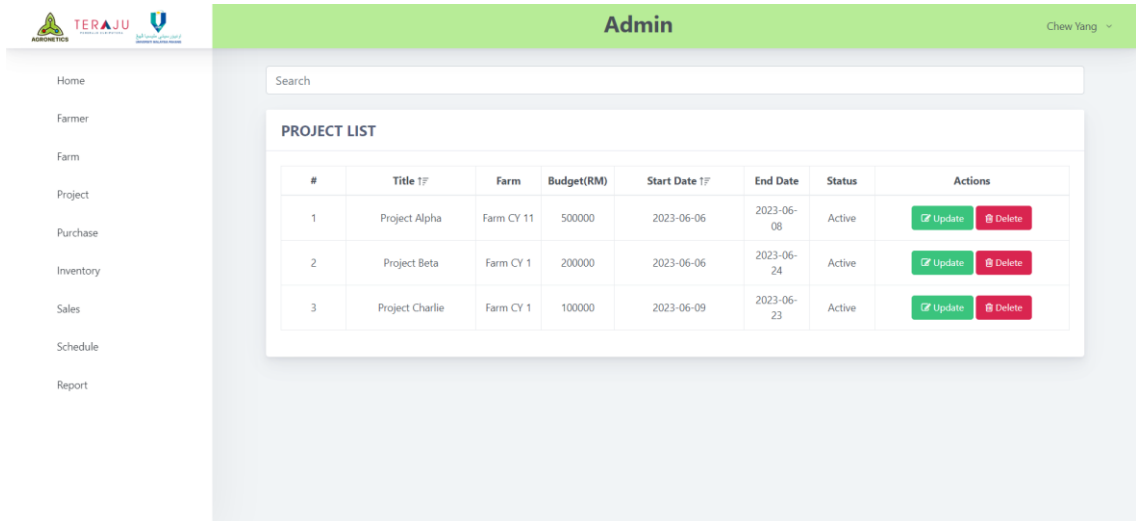 AGRONETICS
TERAJU
Admin
Chew Yang
Home
Farmer
Farm
Project
Purchase
Inventory
Sales
Schedule
Report
Search
PROJECT LIST
# Title Farm Budget(RM) Start Date End Date Status Actions
1 Project Alpha Farm CY 11 500000 2023-06-06 2023-06-
08 Active Update Delete
2 Project Beta Farm CY 1 200000 2023-06-06 2023-06-
24 Active Update Delete
3 Project Charlie Farm CY 1 100000 2023-06-09 2023-06-
23 Active Update Delete